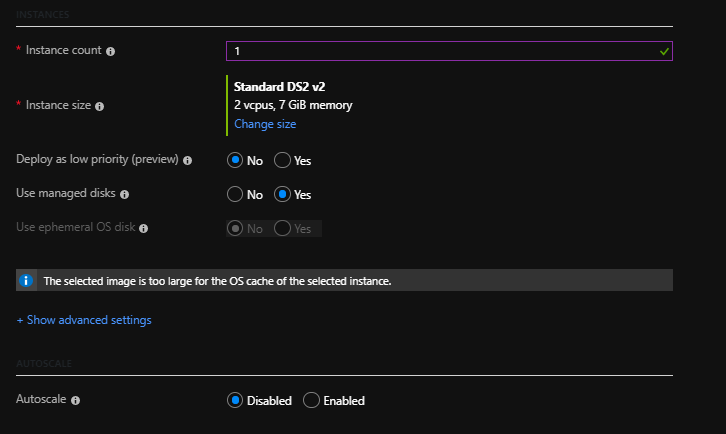 INSTANCES
* Instance count
1
* Instance size
Standard DS2 v2
2 vcpus, 7 GiB memory
Change size
Deploy as low priority (preview)
No Yes
Use managed disks
No Yes
Use ephemeral OS disk
No Yes
The selected image is too large for the OS cache of the selected instance.
+ Show advanced settings
AUTOSCALE
Autoscale
Disabled Enabled